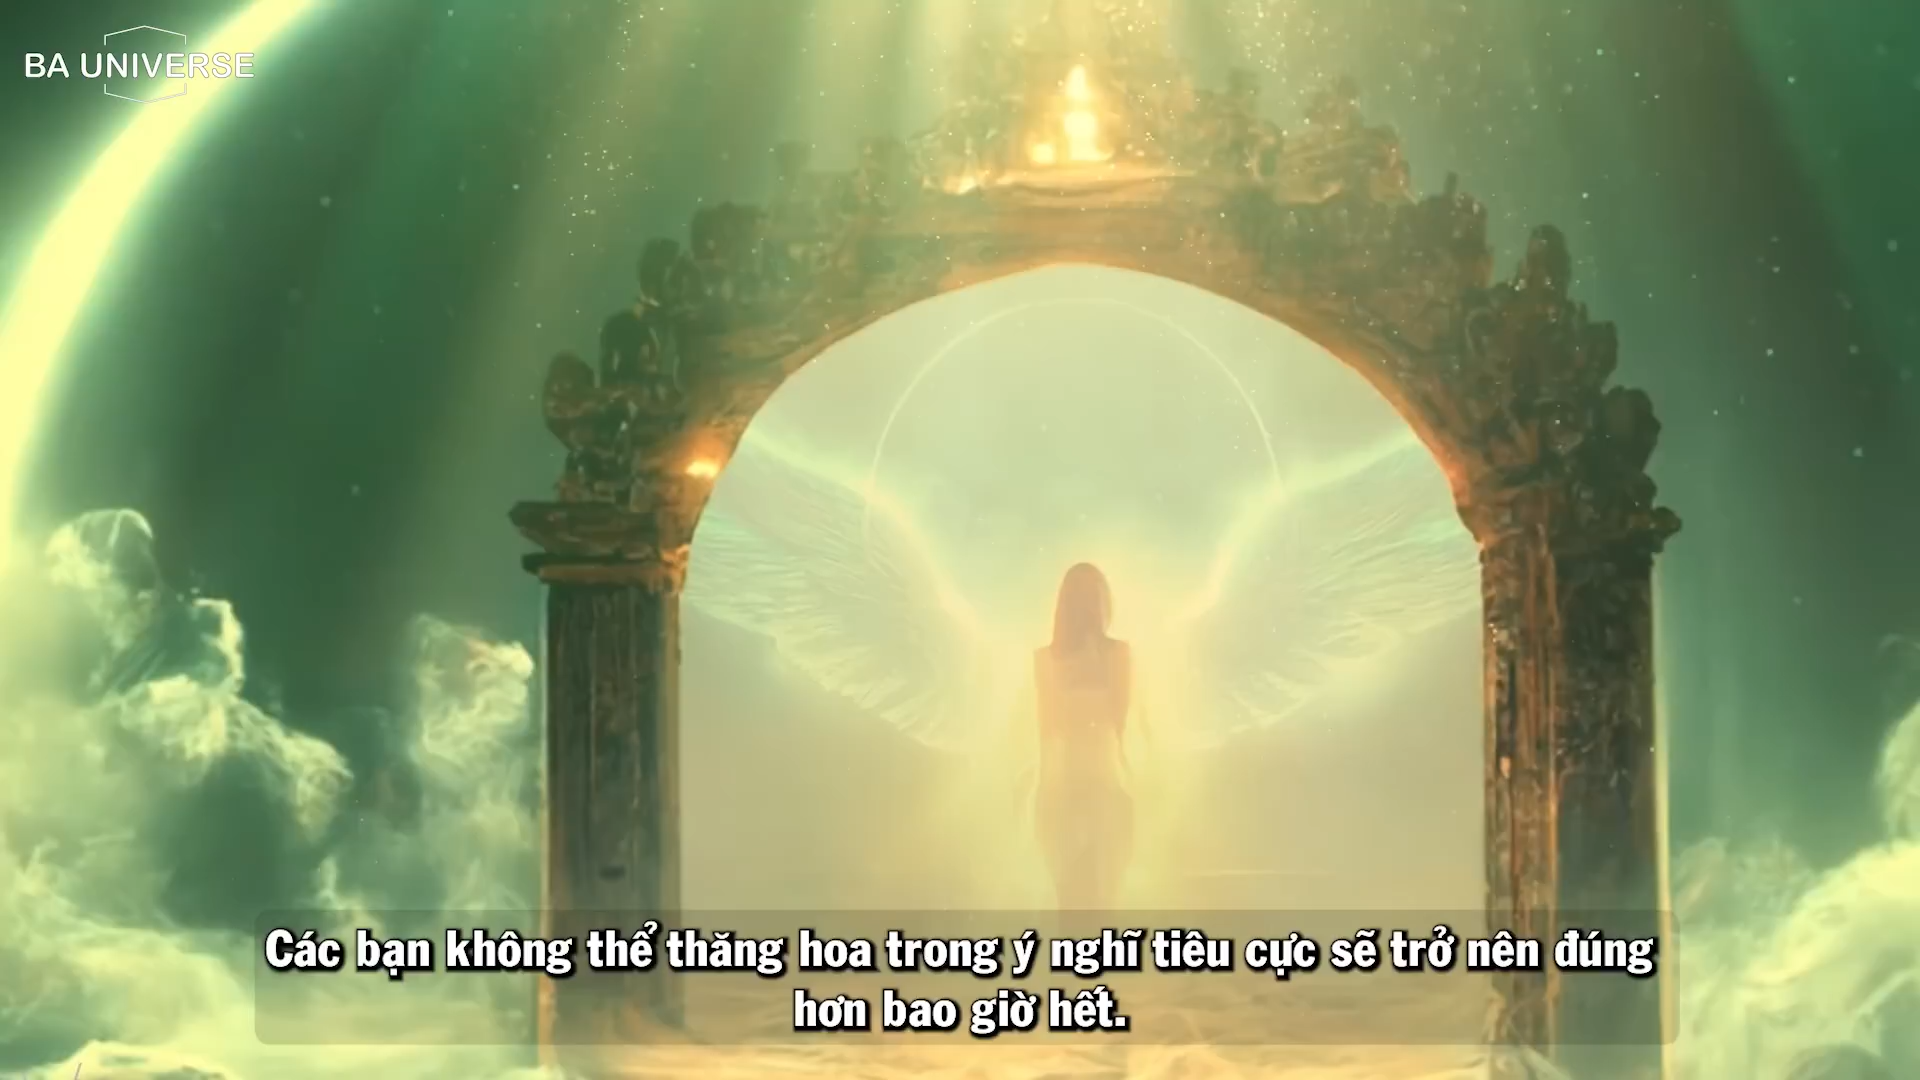 BA UNIVERSE
Các bạn không thể thăng hoa trong ý nghĩ tiêu cực sẽ trở nên đúng
hơn bao giờ hết.